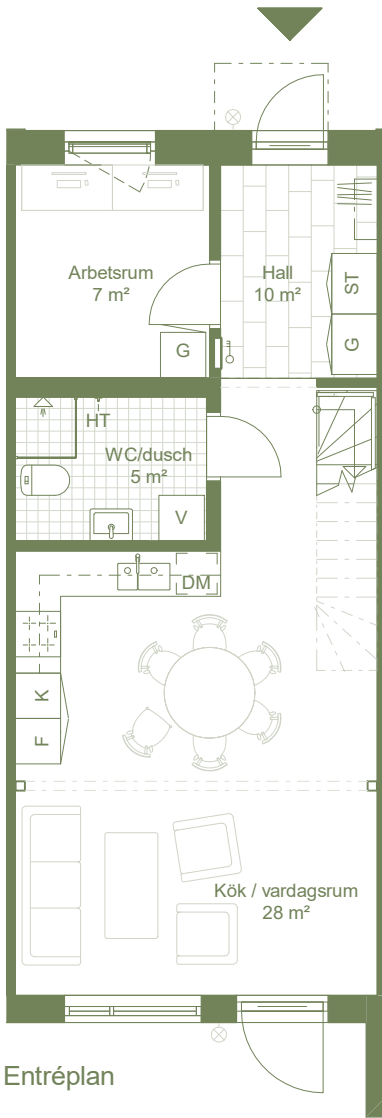 Arbetsrum
7 m²
Hall
10 m²
ST
G
G
HT
WC/dusch
5 m²
V
DM
K
F
Kök / vardagsrum
28 m²
Entréplan